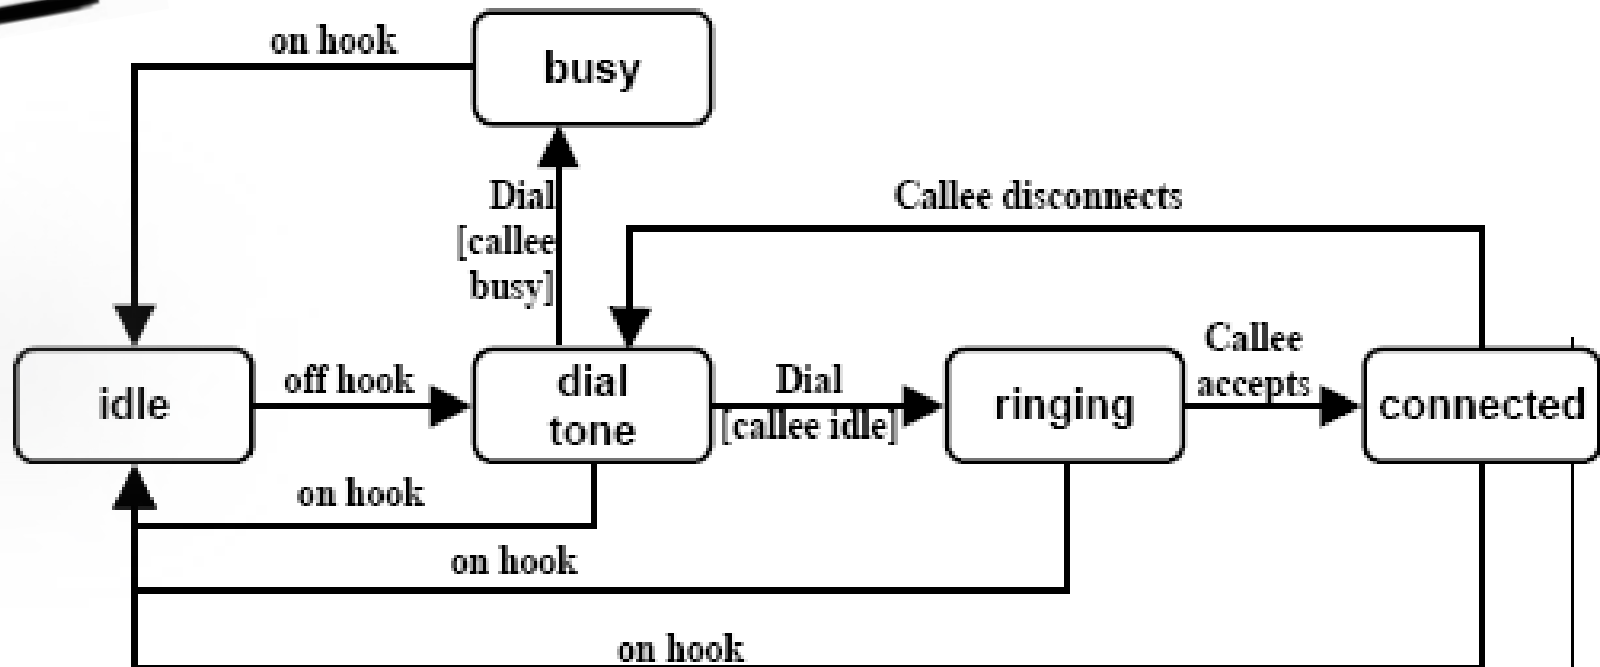 on hook
busy
Dial
[callee
busy]
Callee disconnects
idle
off hook
dial
tone
Dial
[callee idle]
ringing
Callee
accepts
connected
on hook
on hook
on hook